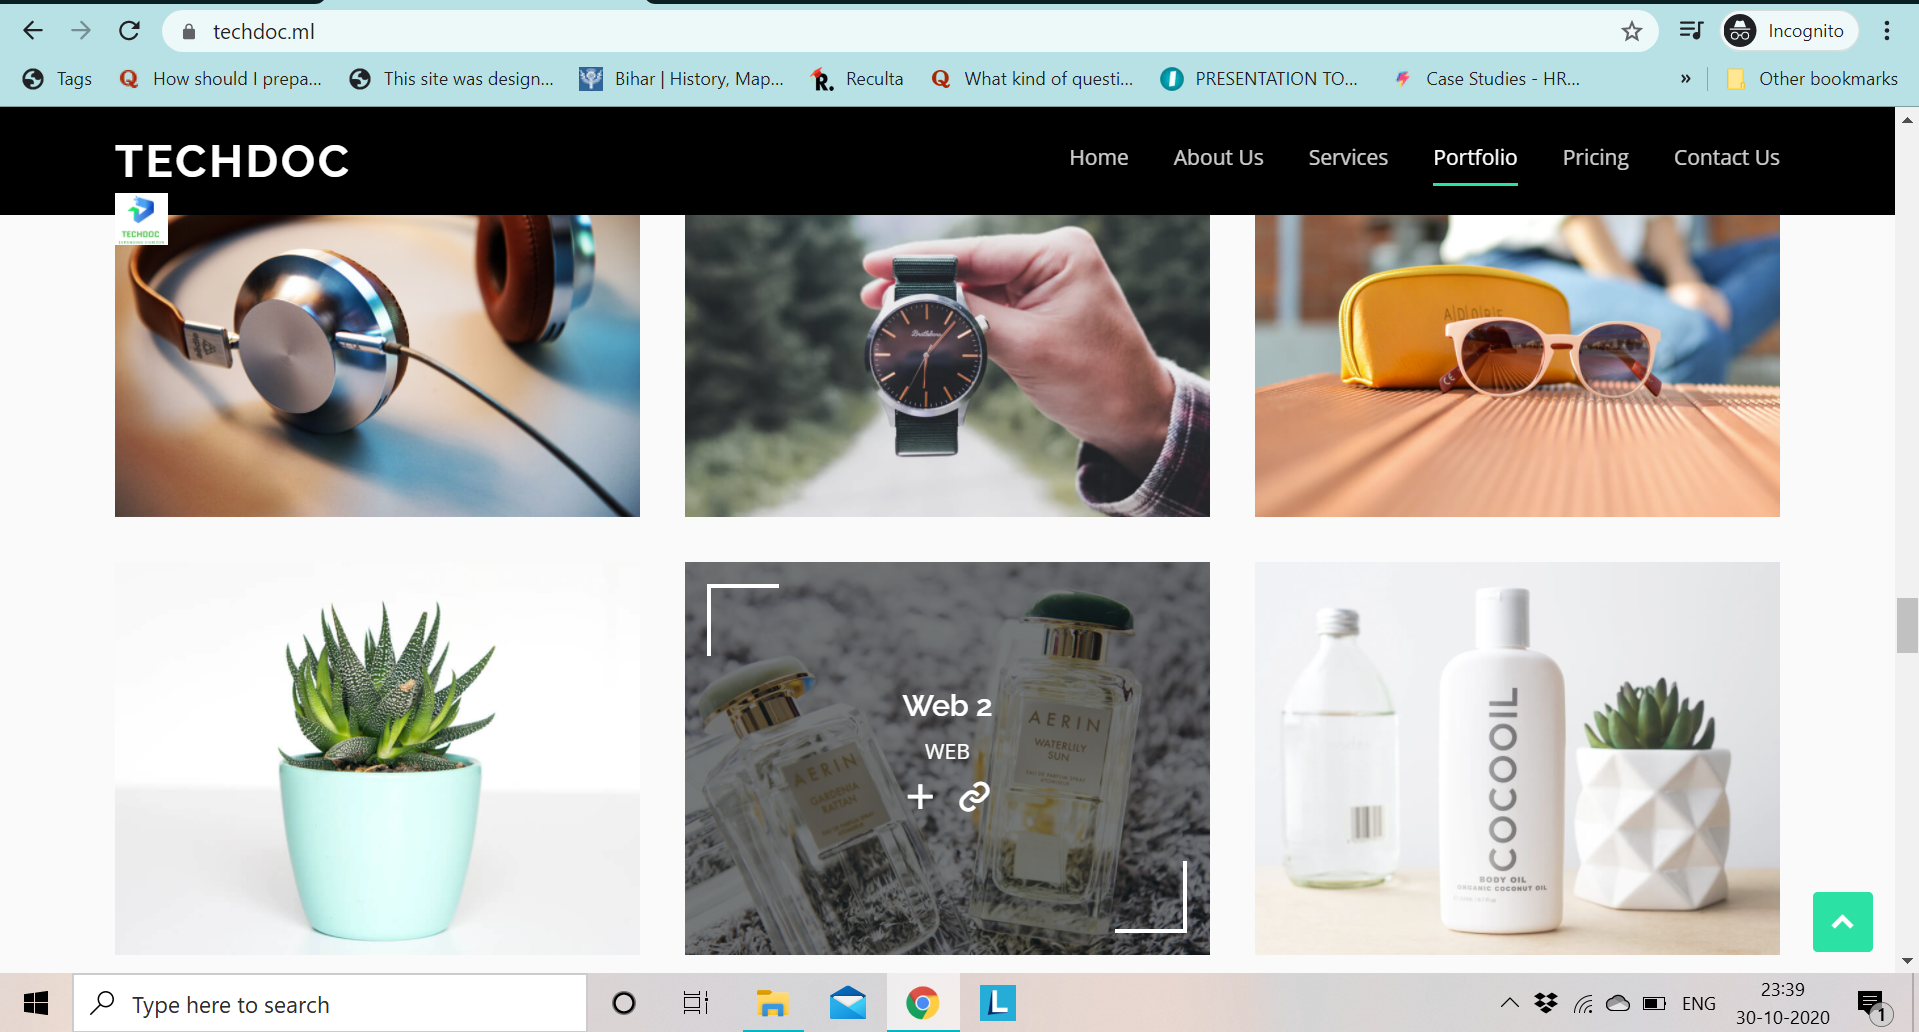 techdoc.ml
Incognito
Tags
How should I prepa...
This site was design...
Bihar | History, Map...
R.
Reculta
What kind of questi...
PRESENTATION TO...
Case Studies - HR...
»
Other bookmarks
TECHDOC
Home
About Us
Services
Portfolio
Pricing
Contact Us
TECHDOC
Web 2
WEB
AERIN
GARDENIA
RATTAN
AERIN
WATERLILY
SUN
COCOOIL
BODY OIL
ORGANIC COCONUT OIL
Type here to search
L
ENG
23:39
30-10-2020
1